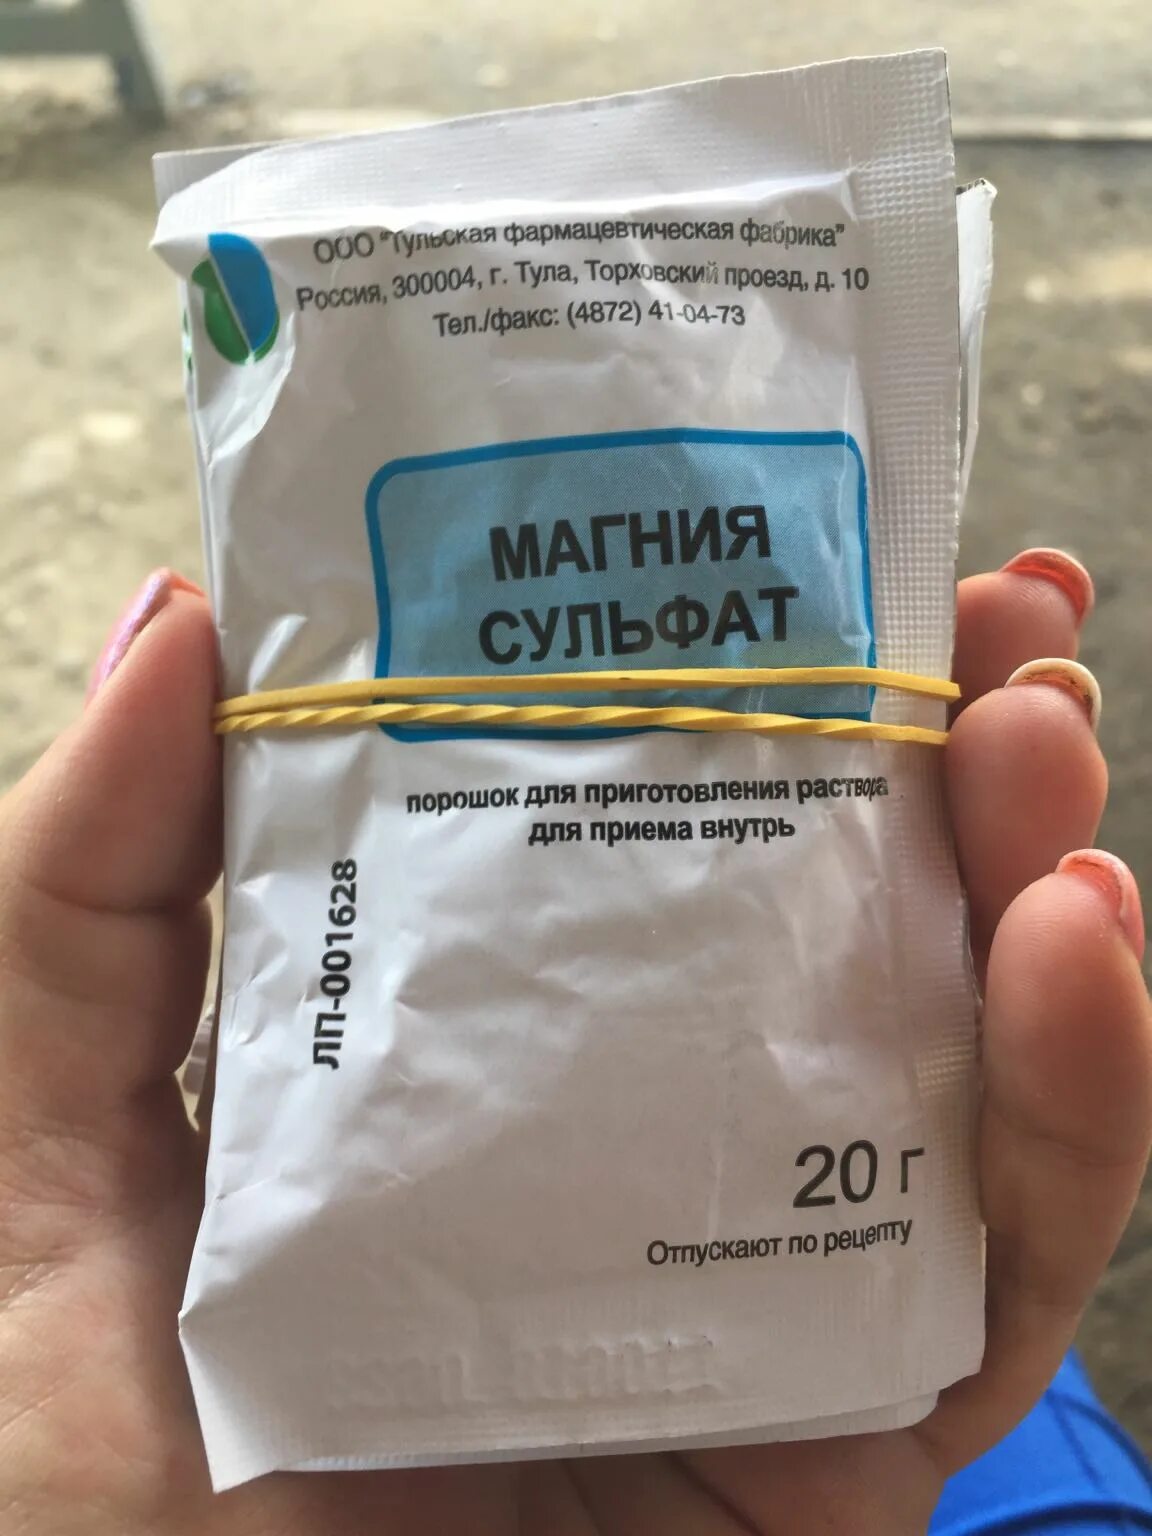 ООО "Тульская фармацевтическая фабрика"
Россия, 300004, г. Тула, Торховский проезд, д. 10
Тел./факс: (4872) 41-04-73
МАГНИЯ
СУЛЬФАТ
порошок для приготовления раствора
для приема внутрь
ЛП-001628
20 г
Отпускают по рецепту